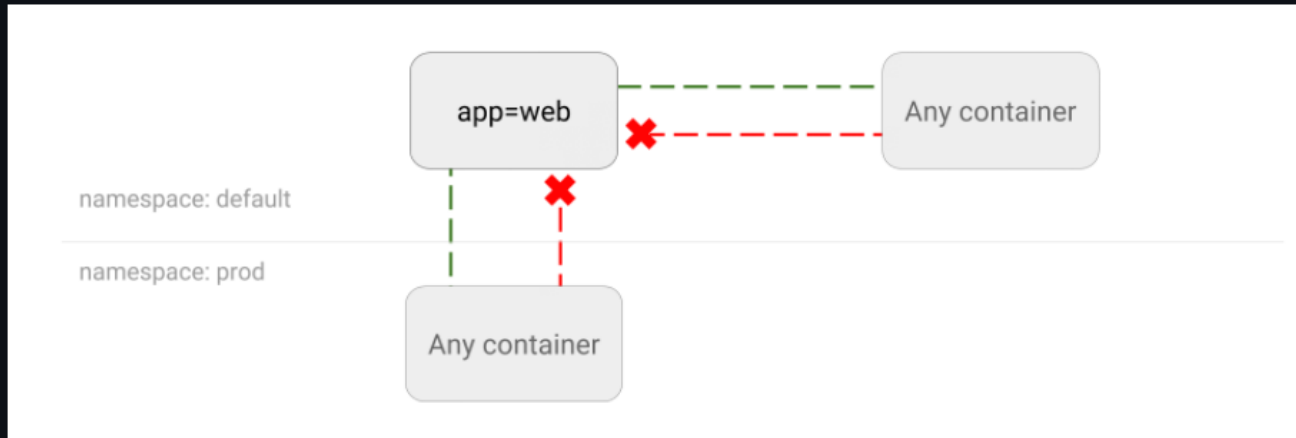 app=web
Any container
namespace: default
namespace: prod
Any container